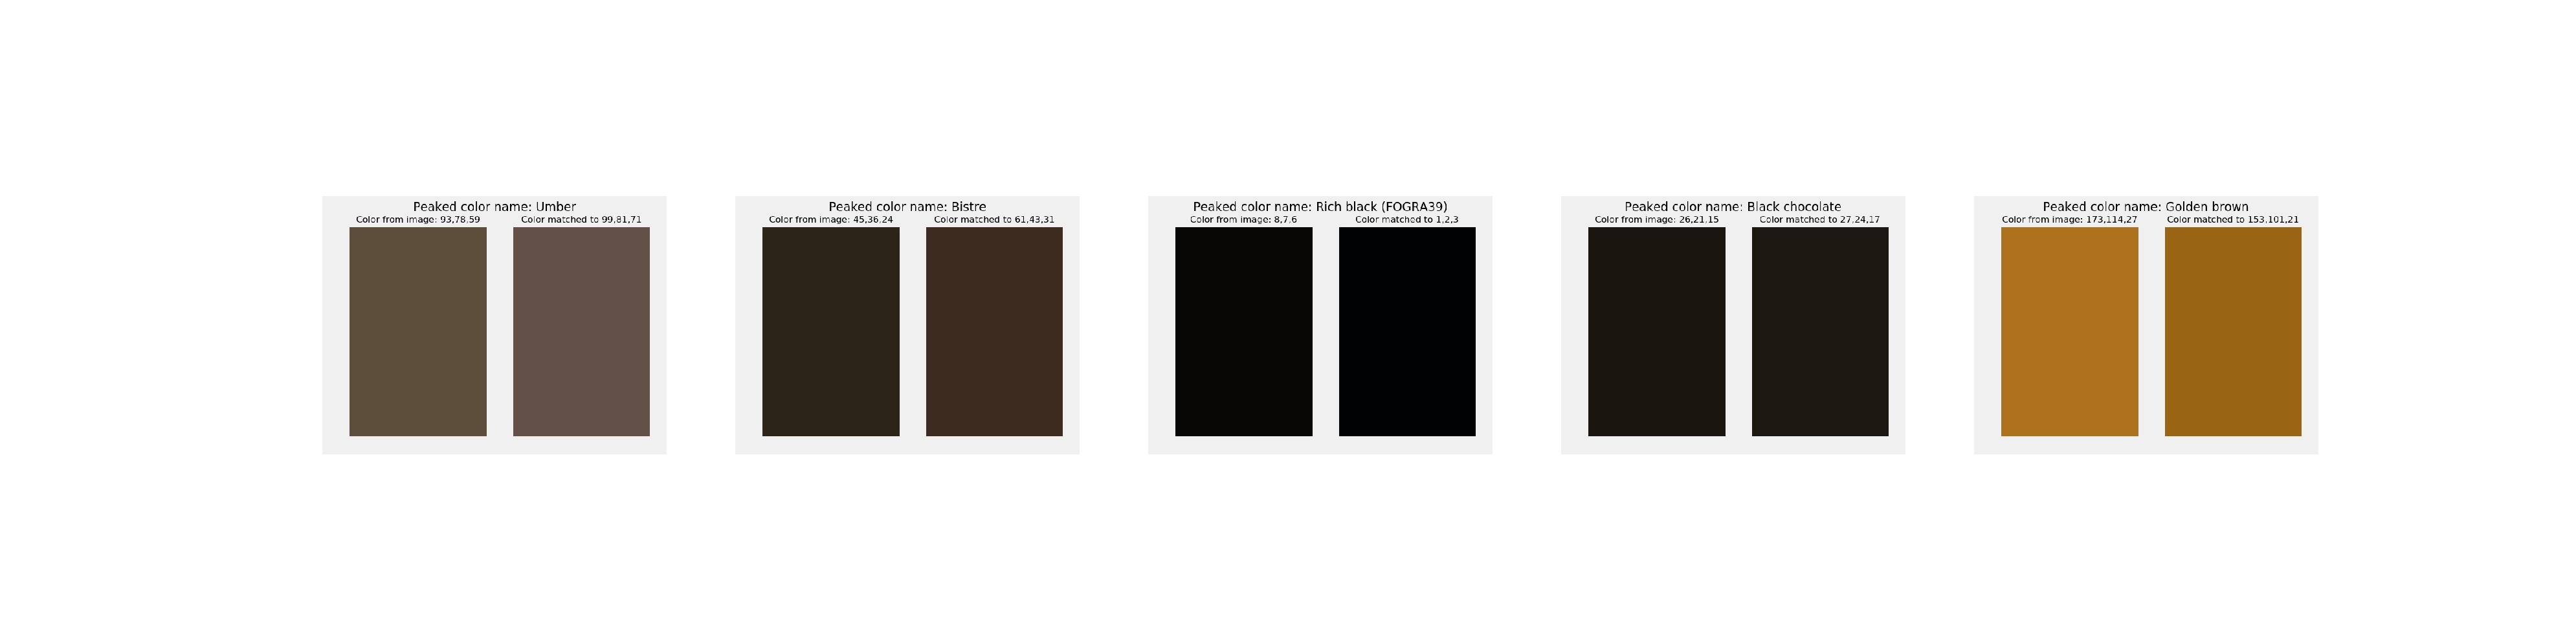 Peaked color name: Umber
Color from image: 93,78,59
Color matched to 99,81,71
Peaked color name: Bistre
Color from image: 45,36,24
Color matched to 61,43,31
Peaked color name: Rich black (FOGRA39)
Color from image: 8,7,6
Color matched to 1,2,3
Peaked color name: Black chocolate
Color from image: 26,21,15
Color matched to 27,24,17
Peaked color name: Golden brown
Color from image: 173,114,27
Color matched to 153,101,21